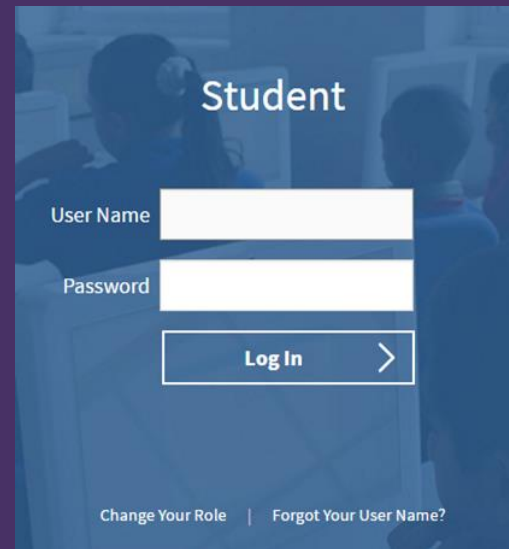 Student
User Name
Password
Log In
Change Your Role | Forgot Your User Name?